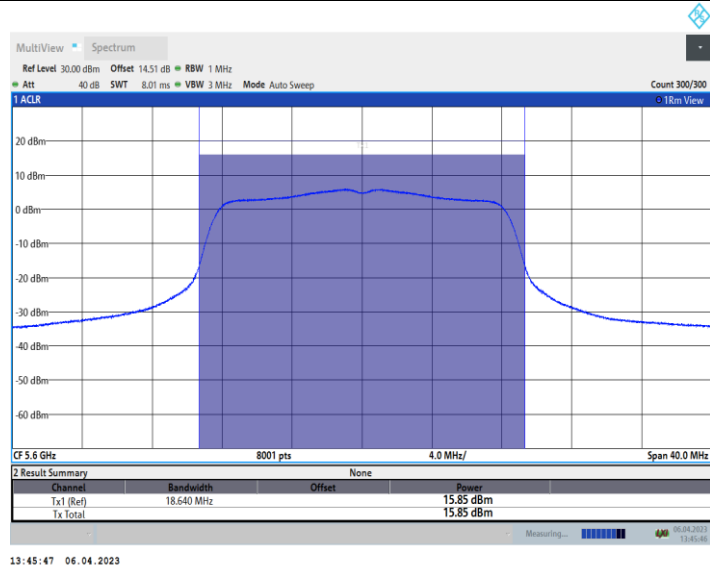 MultiView Spectrum
Ref Level 30.00 dBm Offset 14.51 dB RBW 1 MHz
Att 40 dB SWT 8.01 ms VBW 3 MHz Mode Auto Sweep Count 300/300
1 ACLR 1Rm View
20 dBm
10 dBm
0 dBm
-10 dBm
-20 dBm
-30 dBm
-40 dBm
-50 dBm
-60 dBm
CF 5.6 GHz 8001 pts 4.0 MHz/ Span 40.0 MHz
2 Result Summary None
Channel Bandwidth Offset Power
Tx1 (Ref) 18.640 MHz 15.85 dBm
Tx Total 15.85 dBm
Measuring... 06.04.2023
13:45:46
13:45:47 06.04.2023